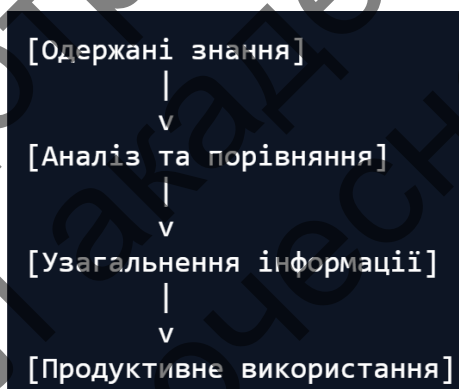 [Одержані знання]
|
v
[Аналіз та порівняння]
|
v
[Узагальнення інформації]
|
v
[Продуктивне використання]